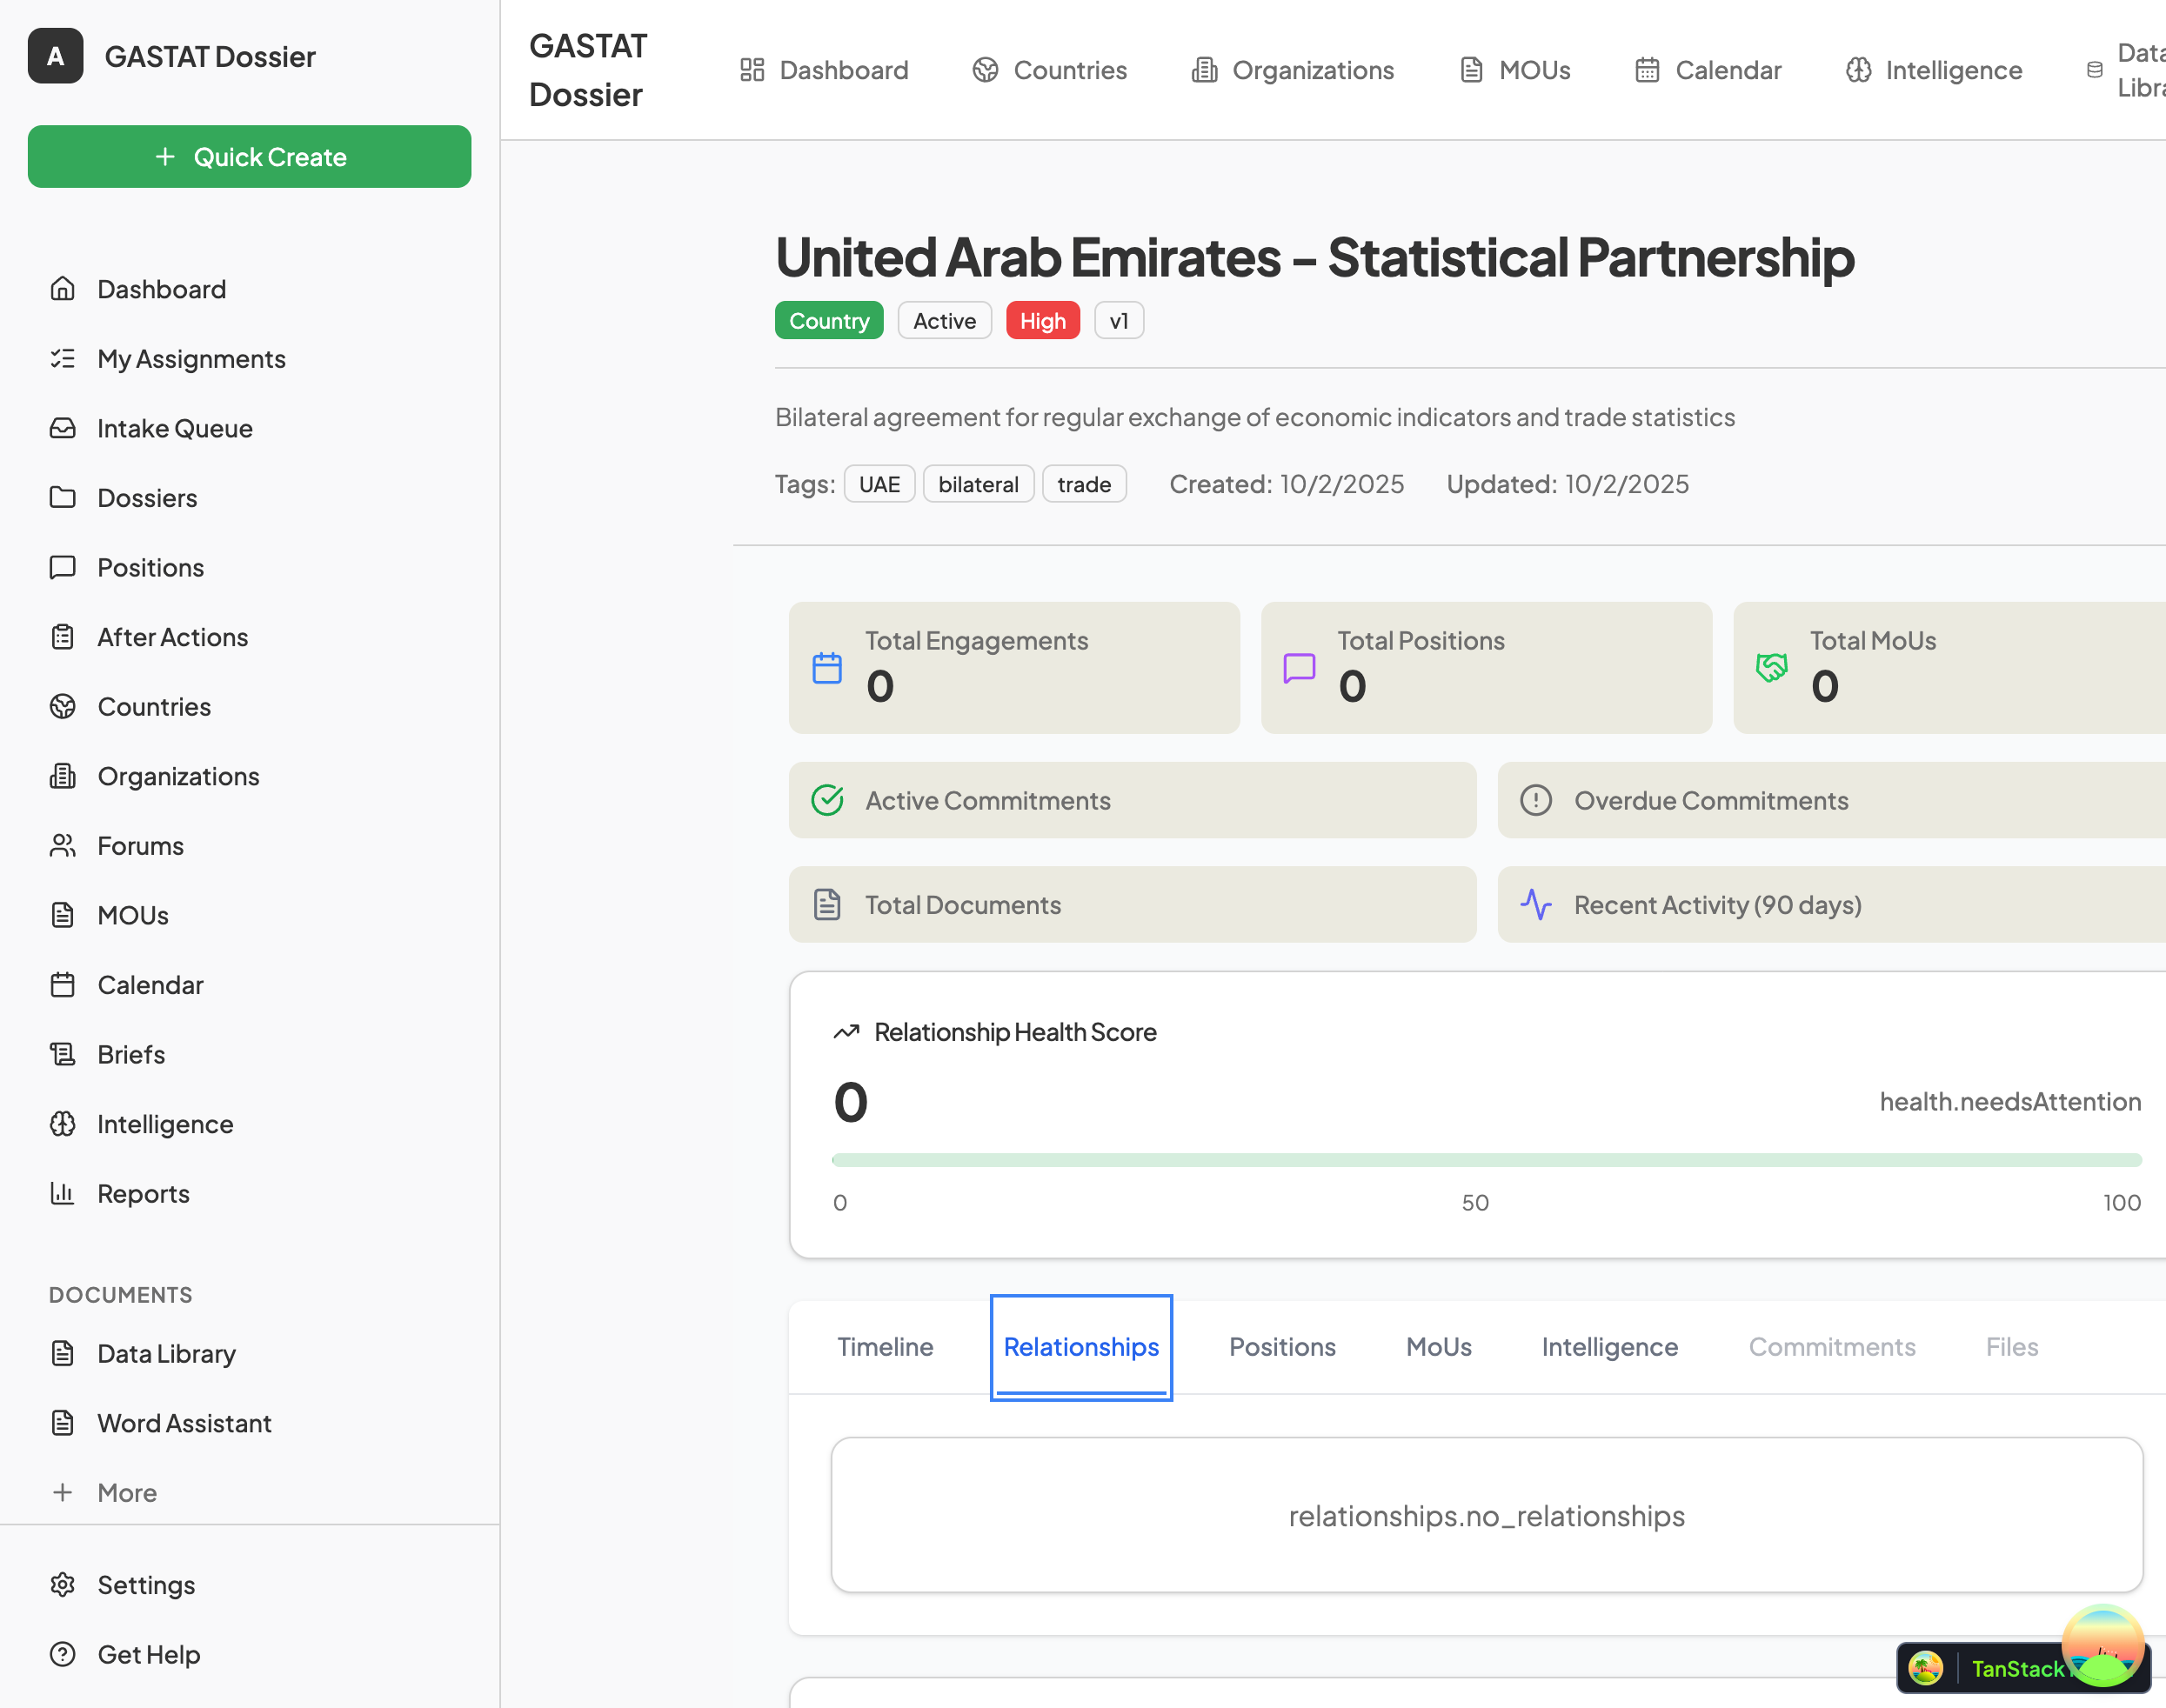 A GASTAT Dossier
Quick Create
Dashboard
My Assignments
Intake Queue
Dossiers
Positions
After Actions
Countries
Organizations
Forums
MOUs
Calendar
Briefs
Intelligence
Reports
DOCUMENTS
Data Library
Word Assistant
More
Settings
Get Help
GASTAT
Dossier
Dashboard
Countries
Organizations
MOUs
Calendar
Intelligence
United Arab Emirates – Statistical Partnership
Country Active High v1
Bilateral agreement for regular exchange of economic indicators and trade statistics
Tags: UAE bilateral trade Created: 10/2/2025 Updated: 10/2/2025
Total Engagements
0
Total Positions
0
Total MoUs
0
Active Commitments
Overdue Commitments
Total Documents
Recent Activity (90 days)
Relationship Health Score
0
health.needsAttention
0 50 100
Timeline Relationships Positions MoUs Intelligence Commitments Files
relationships.no_relationships
TanStack